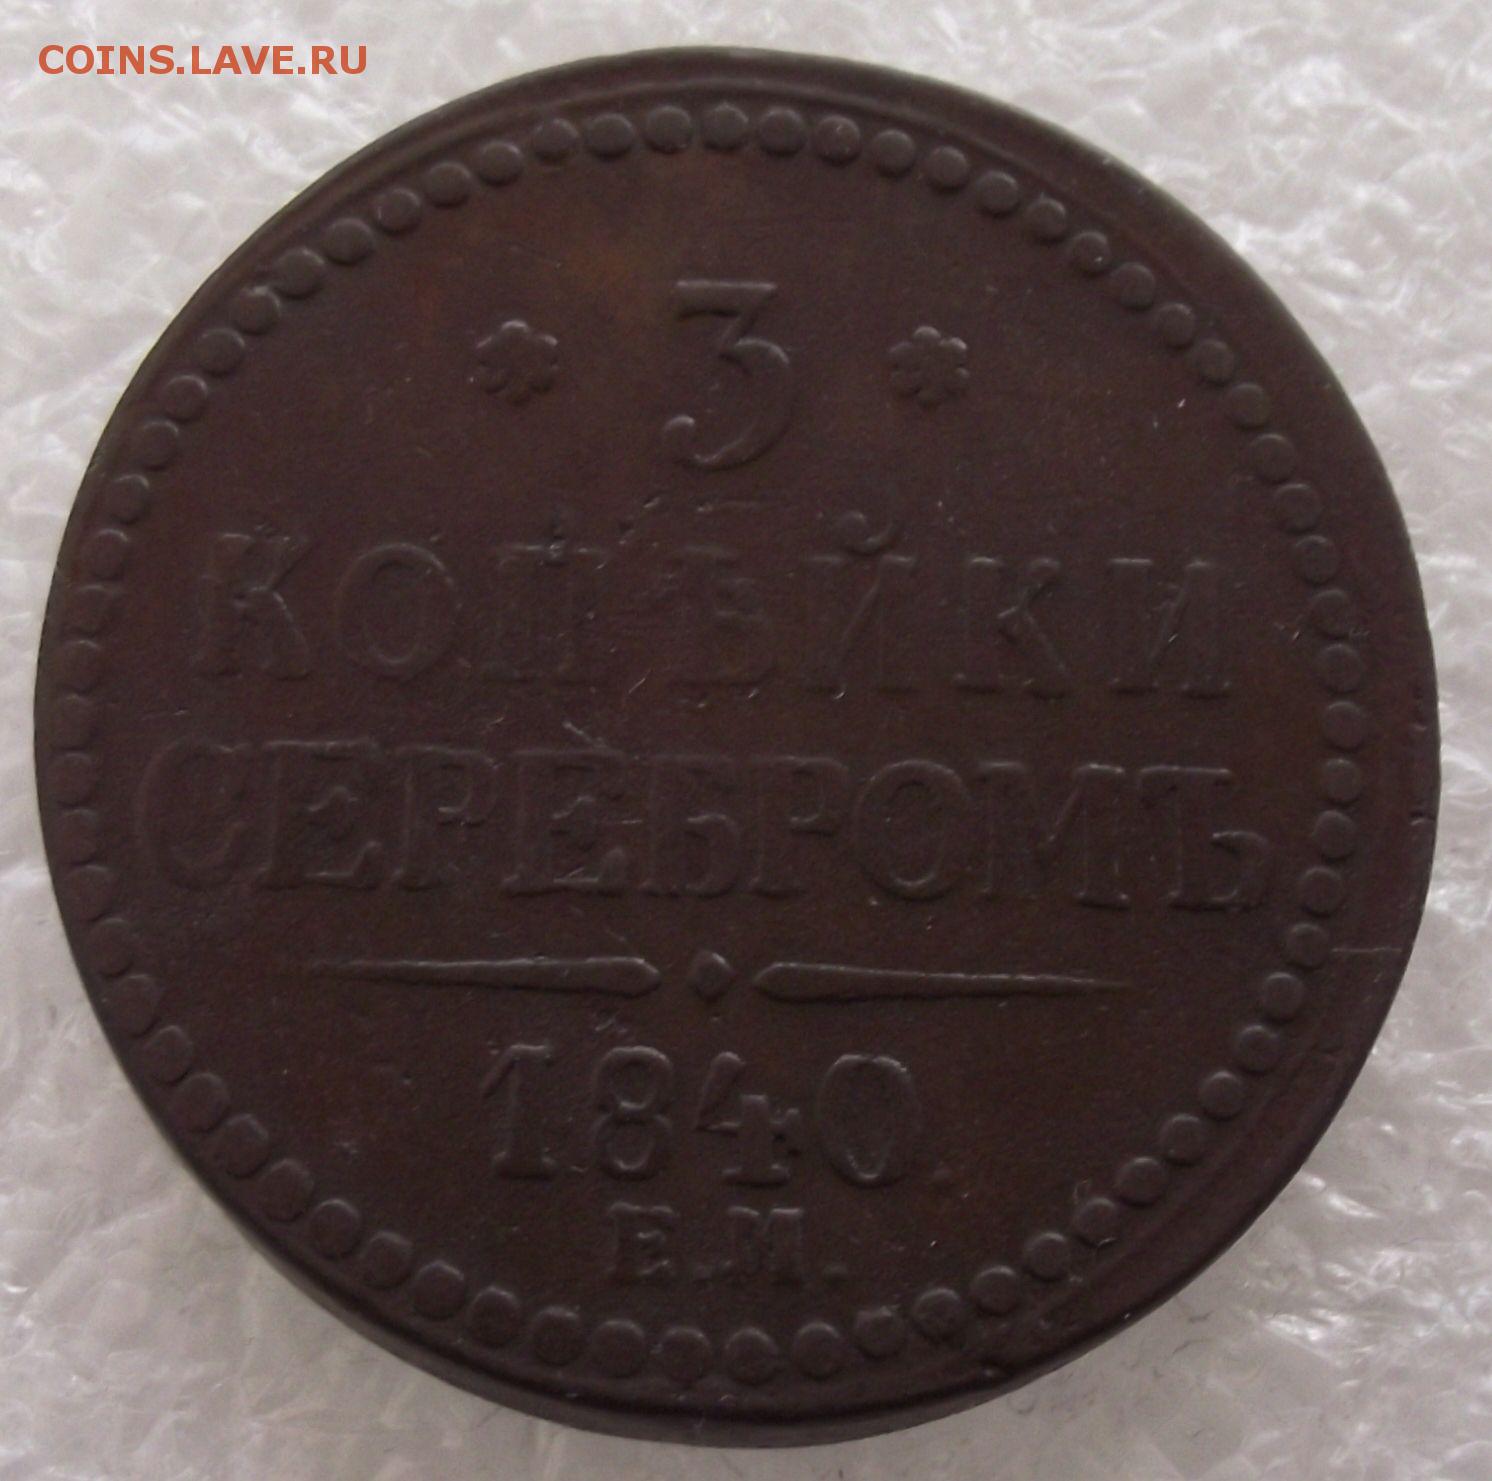 COINS.LAVE.RU
* 3 *
КОПѢЙКИ
СЕРЕБРОМЪ
1840.
Е.М.